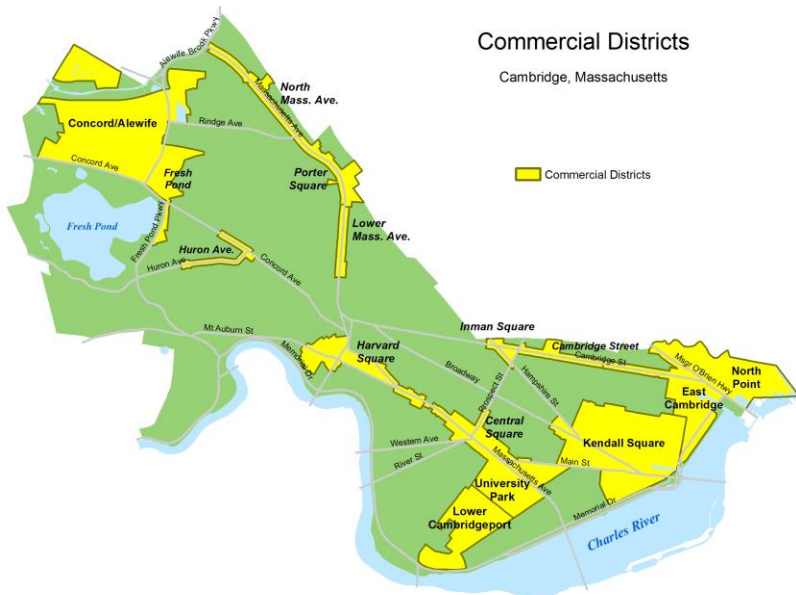 Commercial Districts
Cambridge, Massachusetts
Commercial Districts
Alewife Brook Pkwy
North
Mass. Ave.
Massachusetts Ave
Concord/Alewife
Rindge Ave
Concord Ave
Fresh
Pond
Porter
Square
Fresh Pond
Fresh Pond Pkwy
Lower
Mass. Ave.
Huron Ave.
Huron Ave
Concord Ave
Mt Auburn St
Memorial Dr
Harvard
Square
Inman Square
Cambridge Street
Cambridge St
Msgr O'Brien Hwy
North
Point
Broadway
Prospect St
Hampshire St
East
Cambridge
Central
Square
Kendall Square
Western Ave
River St
Massachusetts Ave
Main St
University
Park
Lower
Cambridgeport
Memorial Dr
Charles River